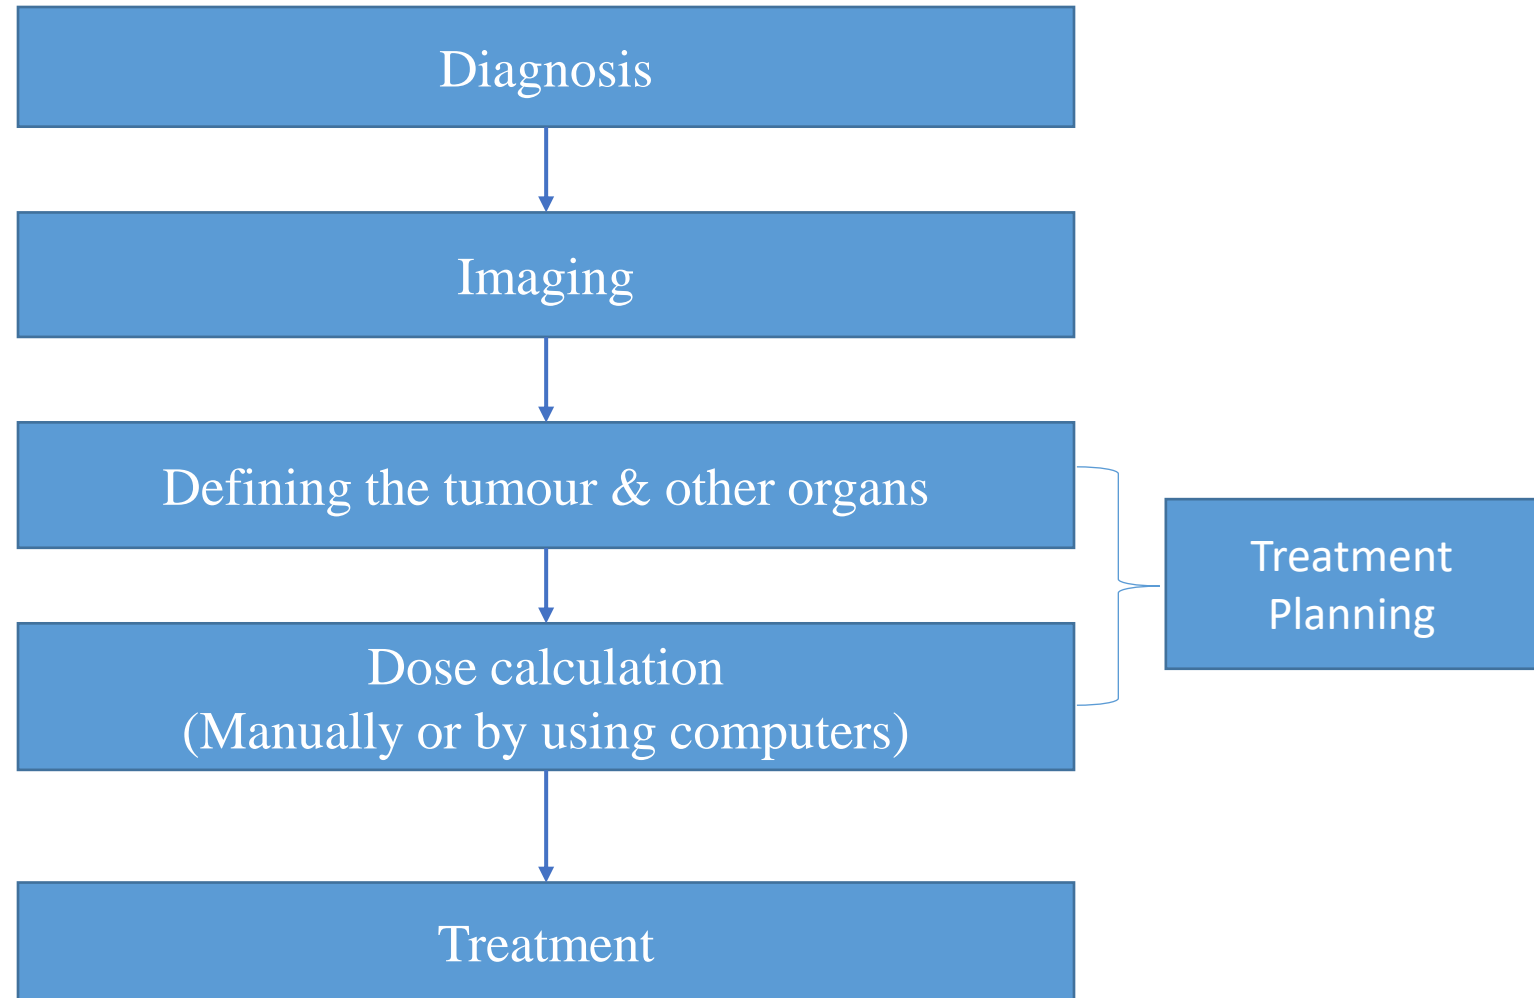 Diagnosis
Imaging
Defining the tumour & other organs
Dose calculation
(Manually or by using computers)
Treatment
Planning
Treatment